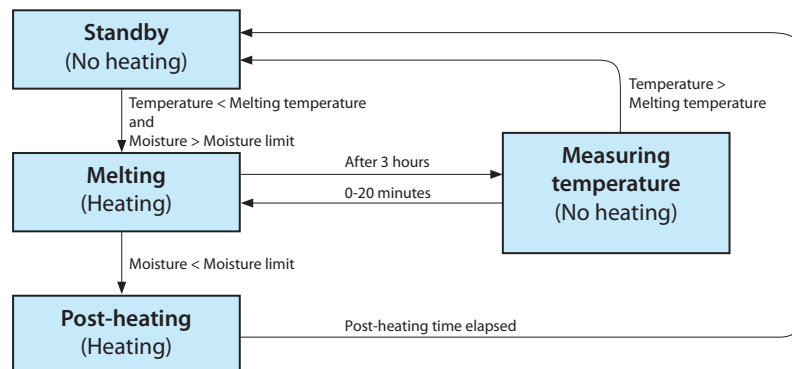 Standby
(No heating)
Temperature < Melting temperature
and
Moisture > Moisture limit
Temperature >
Melting temperature
Melting
(Heating)
After 3 hours
0-20 minutes
Measuring
temperature
(No heating)
Moisture < Moisture limit
Post-heating
(Heating)
Post-heating time elapsed